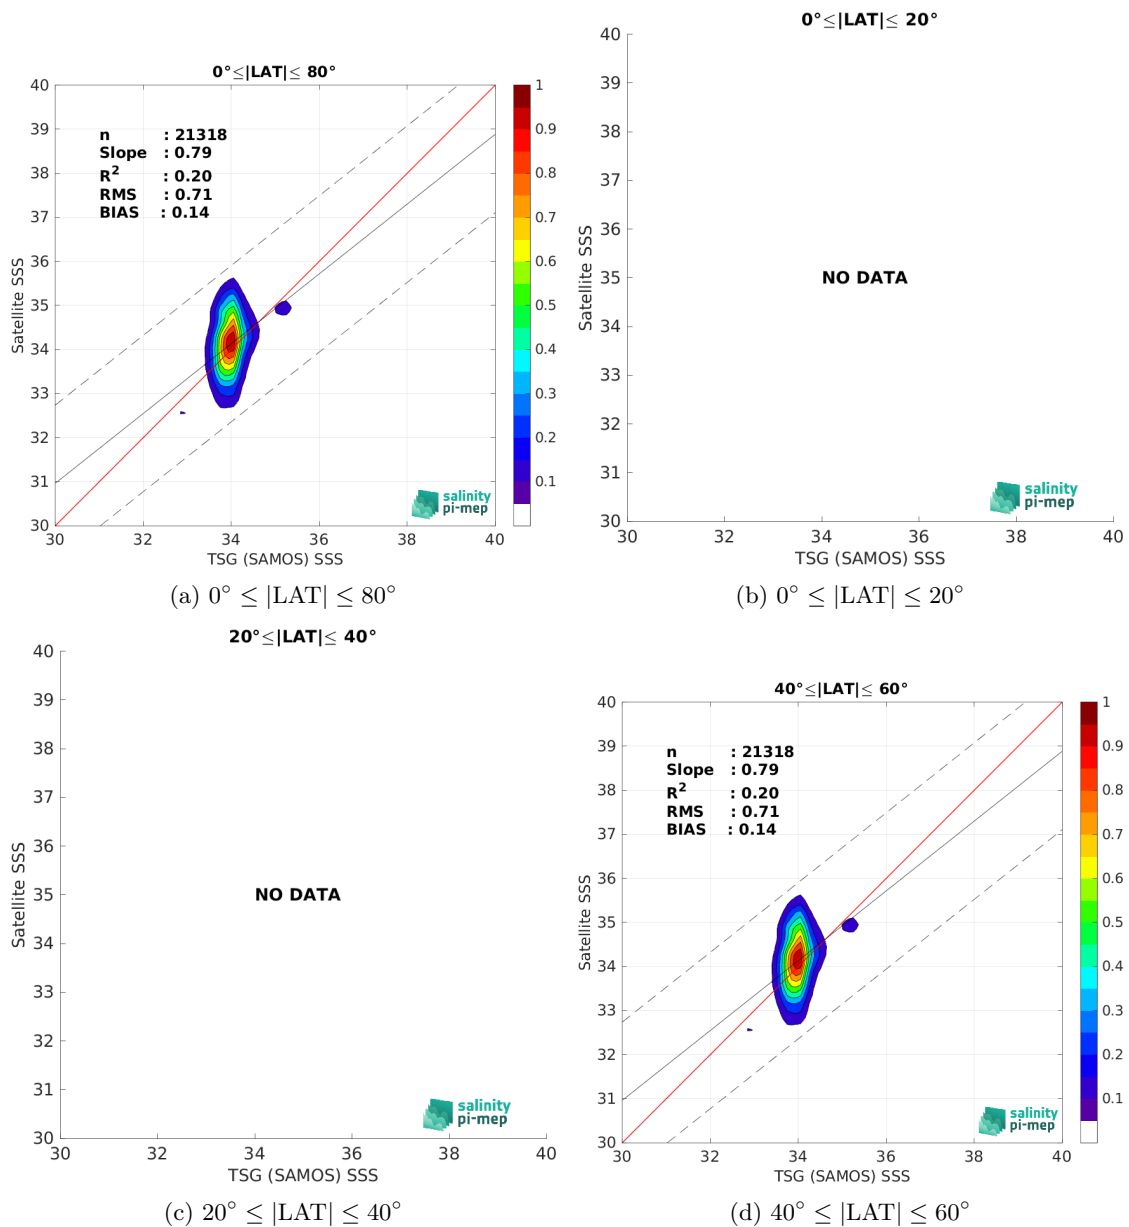 0°≤|LAT|≤ 80°
40
39
38
37
36
35
34
33
32
31
30
Satellite SSS
n : 21318
Slope : 0.79
R² : 0.20
RMS : 0.71
BIAS : 0.14
1
0.9
0.8
0.7
0.6
0.5
0.4
0.3
0.2
0.1
salinity
pi-mep
30 32 34 36 38 40
TSG (SAMOS) SSS
(a) 0° ≤ |LAT| ≤ 80°
0°≤|LAT|≤ 20°
40
39
38
37
36
35
34
33
32
31
30
Satellite SSS
NO DATA
salinity
pi-mep
30 32 34 36 38 40
TSG (SAMOS) SSS
(b) 0° ≤ |LAT| ≤ 20°
20°≤|LAT|≤ 40°
40
39
38
37
36
35
34
33
32
31
30
Satellite SSS
NO DATA
salinity
pi-mep
30 32 34 36 38 40
TSG (SAMOS) SSS
(c) 20° ≤ |LAT| ≤ 40°
40°≤|LAT|≤ 60°
40
39
38
37
36
35
34
33
32
31
30
Satellite SSS
n : 21318
Slope : 0.79
R² : 0.20
RMS : 0.71
BIAS : 0.14
1
0.9
0.8
0.7
0.6
0.5
0.4
0.3
0.2
0.1
salinity
pi-mep
30 32 34 36 38 40
TSG (SAMOS) SSS
(d) 40° ≤ |LAT| ≤ 60°